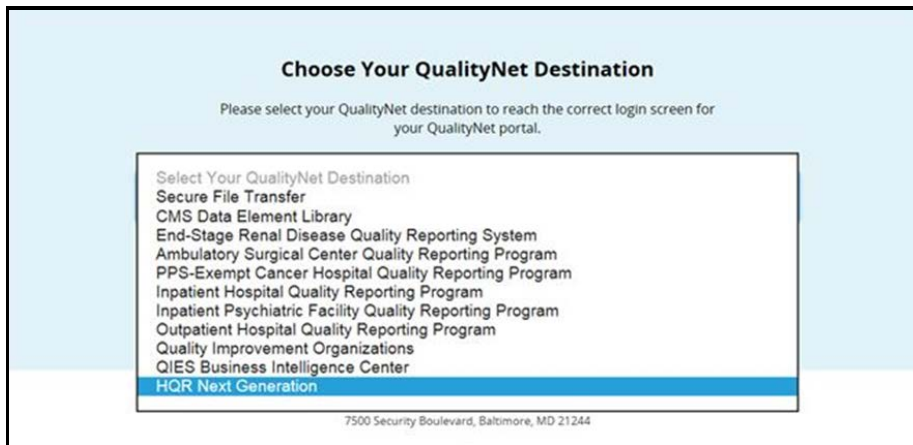 Choose Your QualityNet Destination
Please select your QualityNet destination to reach the correct login screen for
your QualityNet portal.
Select Your QualityNet Destination
Secure File Transfer
CMS Data Element Library
End-Stage Renal Disease Quality Reporting System
Ambulatory Surgical Center Quality Reporting Program
PPS-Exempt Cancer Hospital Quality Reporting Program
Inpatient Hospital Quality Reporting Program
Inpatient Psychiatric Facility Quality Reporting Program
Outpatient Hospital Quality Reporting Program
Quality Improvement Organizations
QIES Business Intelligence Center
HQR Next Generation
7500 Security Boulevard, Baltimore, MD 21244